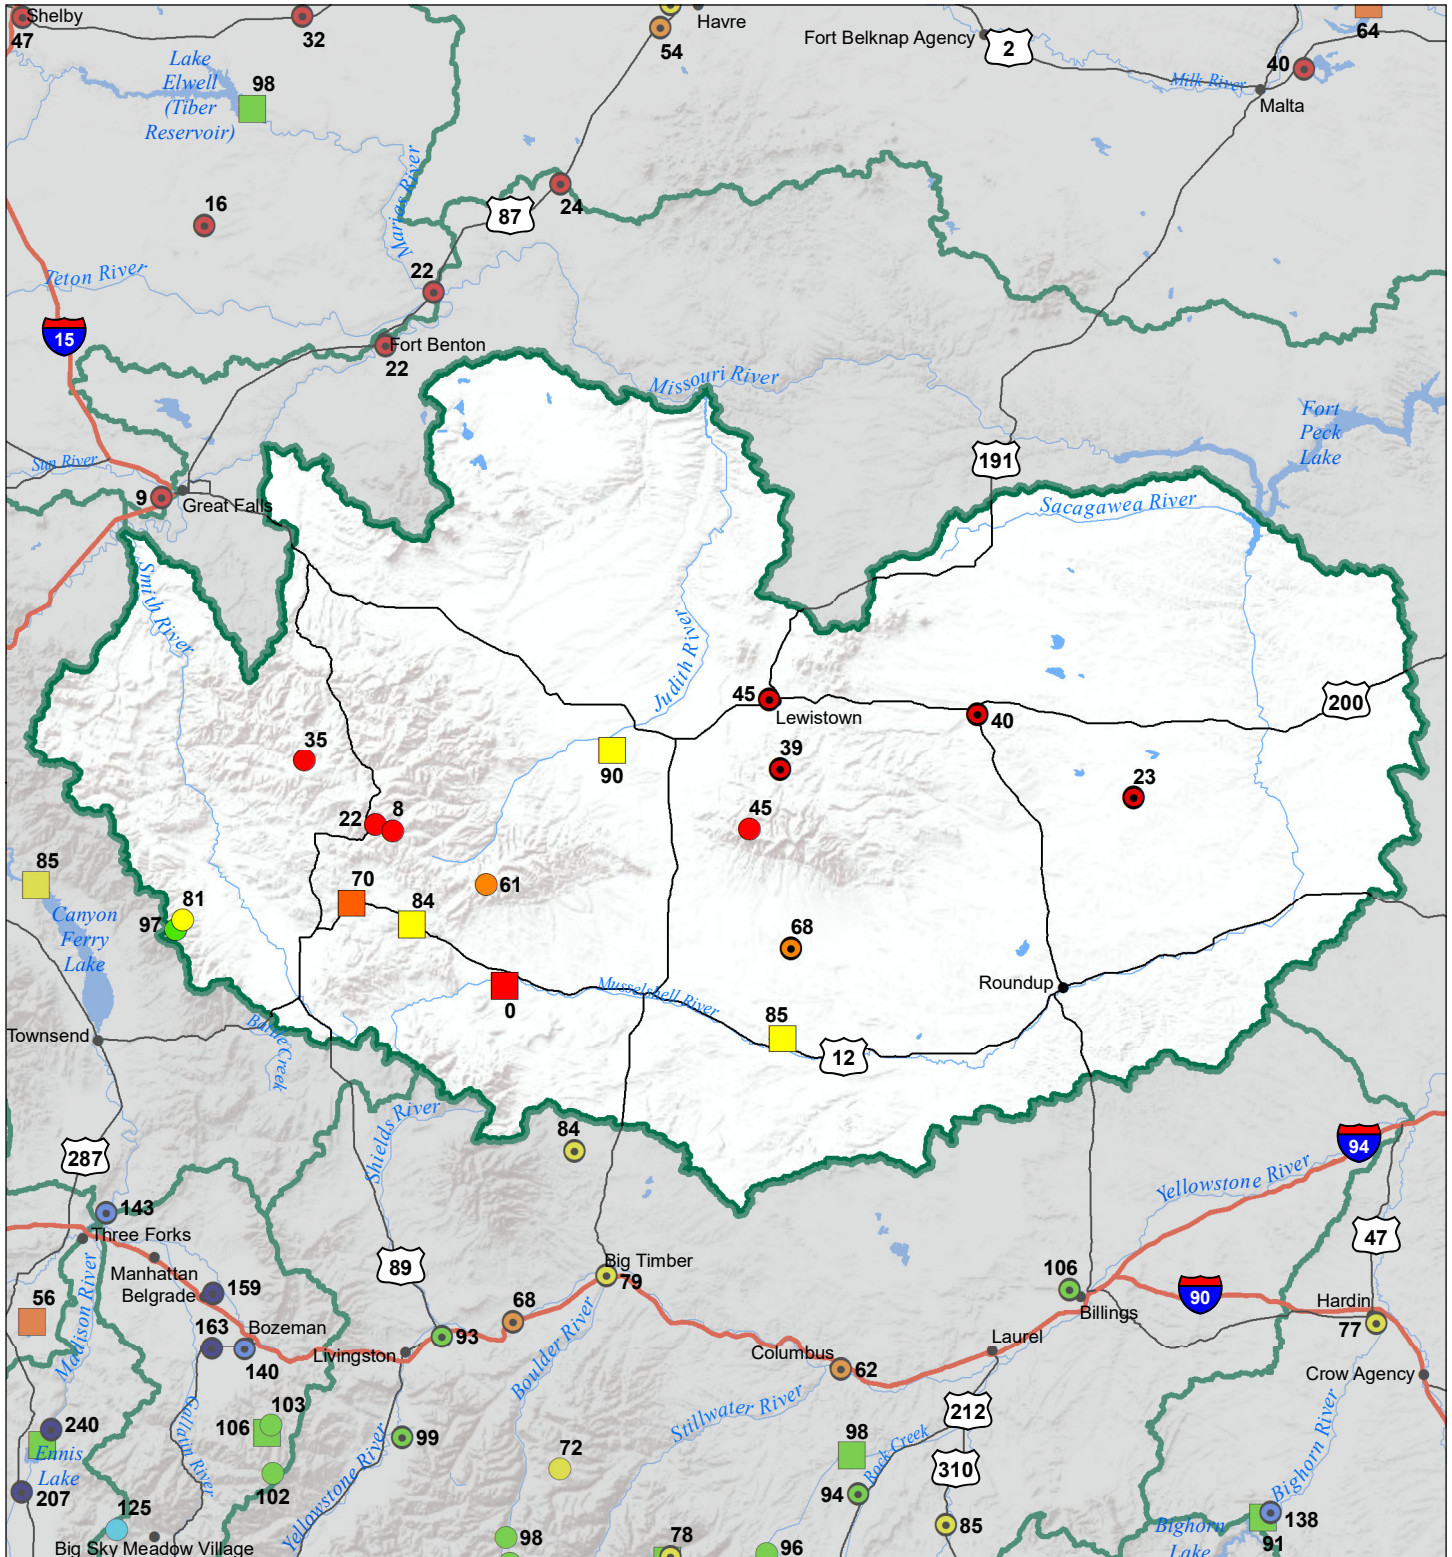 Shelby
47
32
54
Havre
Fort Belknap Agency
2
64
40
Milk River
Malta
Lake
Elwell
(Tiber
Reservoir)
98
16
Marias River
87
24
Teton River
22
15
Fort Benton
22
Missouri River
Fort
Peck
Lake
191
Sun River
9
Great Falls
Sacagawea River
Smith River
Judith River
45
Lewistown
40
200
35
90
39
23
22
8
45
85
70
84
61
81
97
Canyon
Ferry
Lake
68
Roundup
Musselshell River
0
85
12
Townsend
Battle Creek
Shields River
84
287
94
Yellowstone River
143
Three Forks
47
Manhattan
Belgrade
159
89
Big Timber
79
106
Billings
90
Hardin
77
56
Madison River
163
Bozeman
140
Livingston
93
68
Boulder River
Columbus
62
Laurel
Crow Agency
103
106
240
Ennis
Lake
Gallatin River
99
72
Stillwater River
98
Rock Creek
212
310
Bighorn River
207
102
125
Yellowstone River
94
85
138
Big Sky Meadow Village
98
78
96
Bighorn
Lake
91